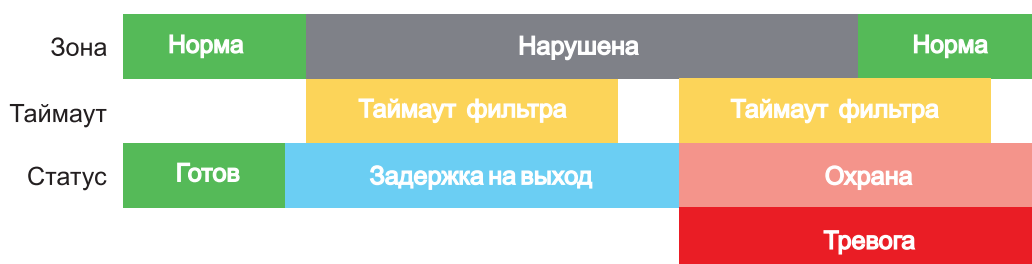 Зона Норма Нарушена Норма
Таймаут Таймаут фильтра Таймаут фильтра
Статус Готов Задержка на выход Охрана
Тревога